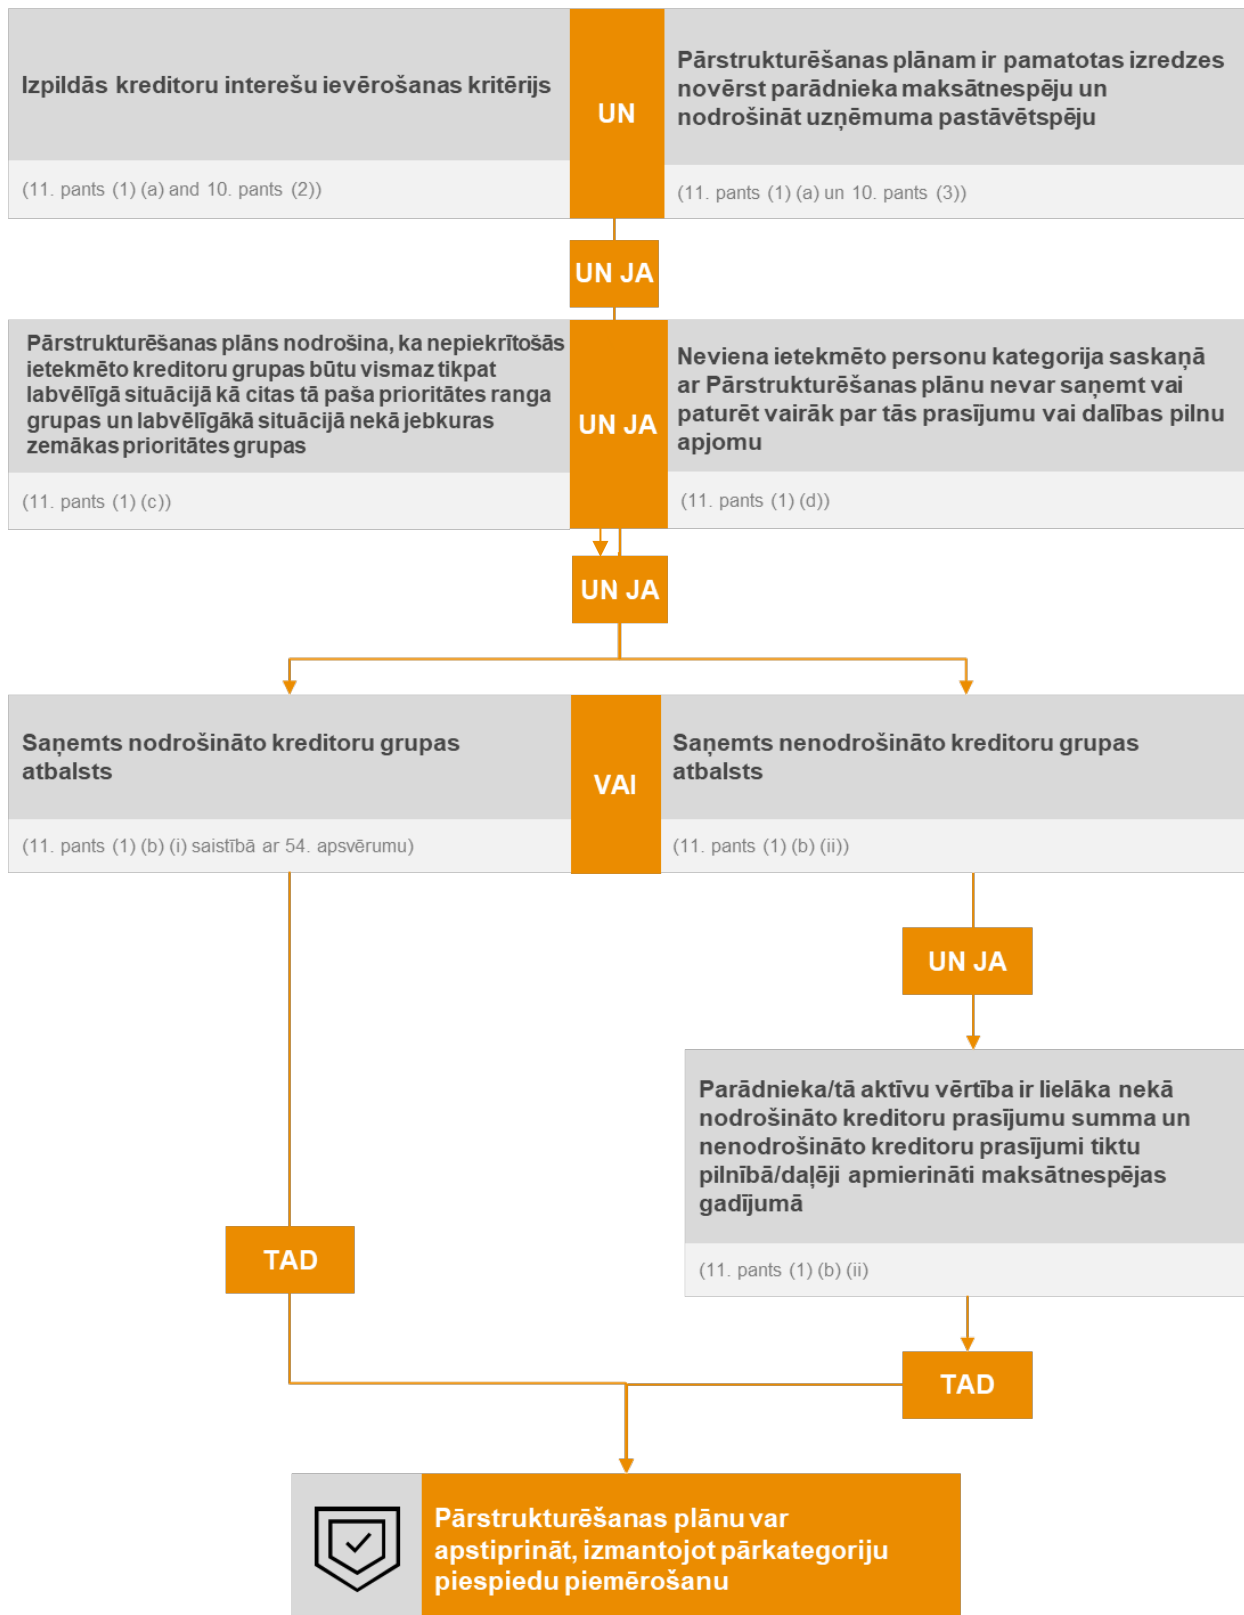 Izpildās kreditoru interešu ievērošanas kritērijs
(11. pants (1) (a) and 10. pants (2))
UN
Pārstrukturēšanas plānam ir pamatotas izredzes
novērst parādnieka maksātnespēju un
nodrošināt uzņēmuma pastāvētspēju
(11. pants (1) (a) un 10. pants (3))
UN JA
Pārstrukturēšanas plāns nodrošina, ka nepiekrītošās
ietekmēto kreditoru grupas būtu vismaz tikpat
labvēlīgā situācijā kā citas tā paša prioritātes ranga
grupas un labvēlīgākā situācijā nekā jebkuras
zemākas prioritātes grupas
(11. pants (1) (c))
UN JA
Neviena ietekmēto personu kategorija saskaņā
ar Pārstrukturēšanas plānu nevar saņemt vai
paturēt vairāk par tās prasījumu vai dalības pilnu
apjomu
(11. pants (1) (d))
UN JA
Saņemts nodrošināto kreditoru grupas
atbalsts
(11. pants (1) (b) (i) saistībā ar 54. apsvērumu)
VAI
Saņemts nenodrošināto kreditoru grupas
atbalsts
(11. pants (1) (b) (ii))
UN JA
Parādnieka/tā aktīvu vērtība ir lielāka nekā
nodrošināto kreditoru prasījumu summa un
nenodrošināto kreditoru prasījumi tiktu
pilnībā/daļēji apmierināti maksātnespējas
gadījumā
(11. pants (1) (b) (ii)
TAD
TAD
Pārstrukturēšanas plānu var
apstiprināt, izmantojot pārkategoriju
piespiedu piemērošanu